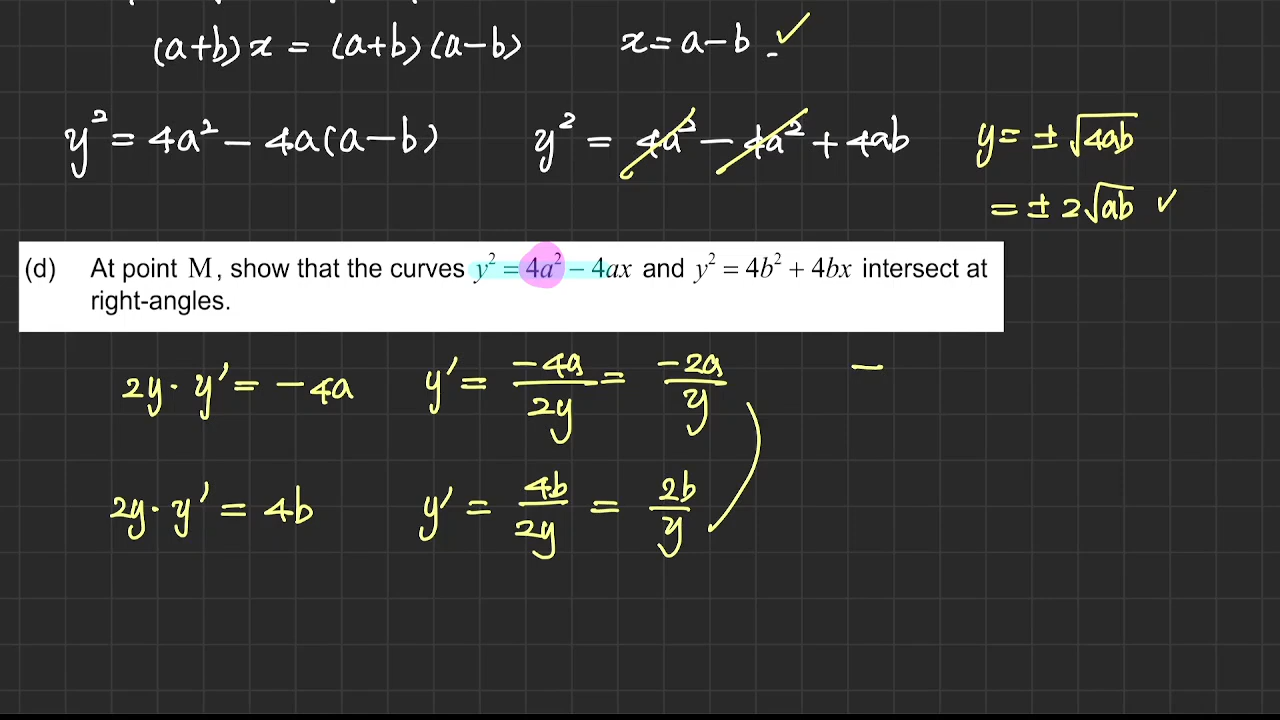 (a+b)x = (a+b)(a-b) x = a-b ✓
y² = 4a² - 4a(a-b) y² = 4a² - 4a² + 4ab y = ± √4ab
= ± 2√ab ✓
(d) At point M, show that the curves y² = 4a² − 4ax and y² = 4b² + 4bx intersect at
right-angles.
2y · y' = -4a y' = -4a/2y = -2a/y —
2y · y' = 4b y' = 4b/2y = 2b/y